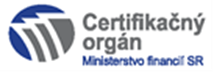 Certifikačný
orgán
Ministerstvo financií SR